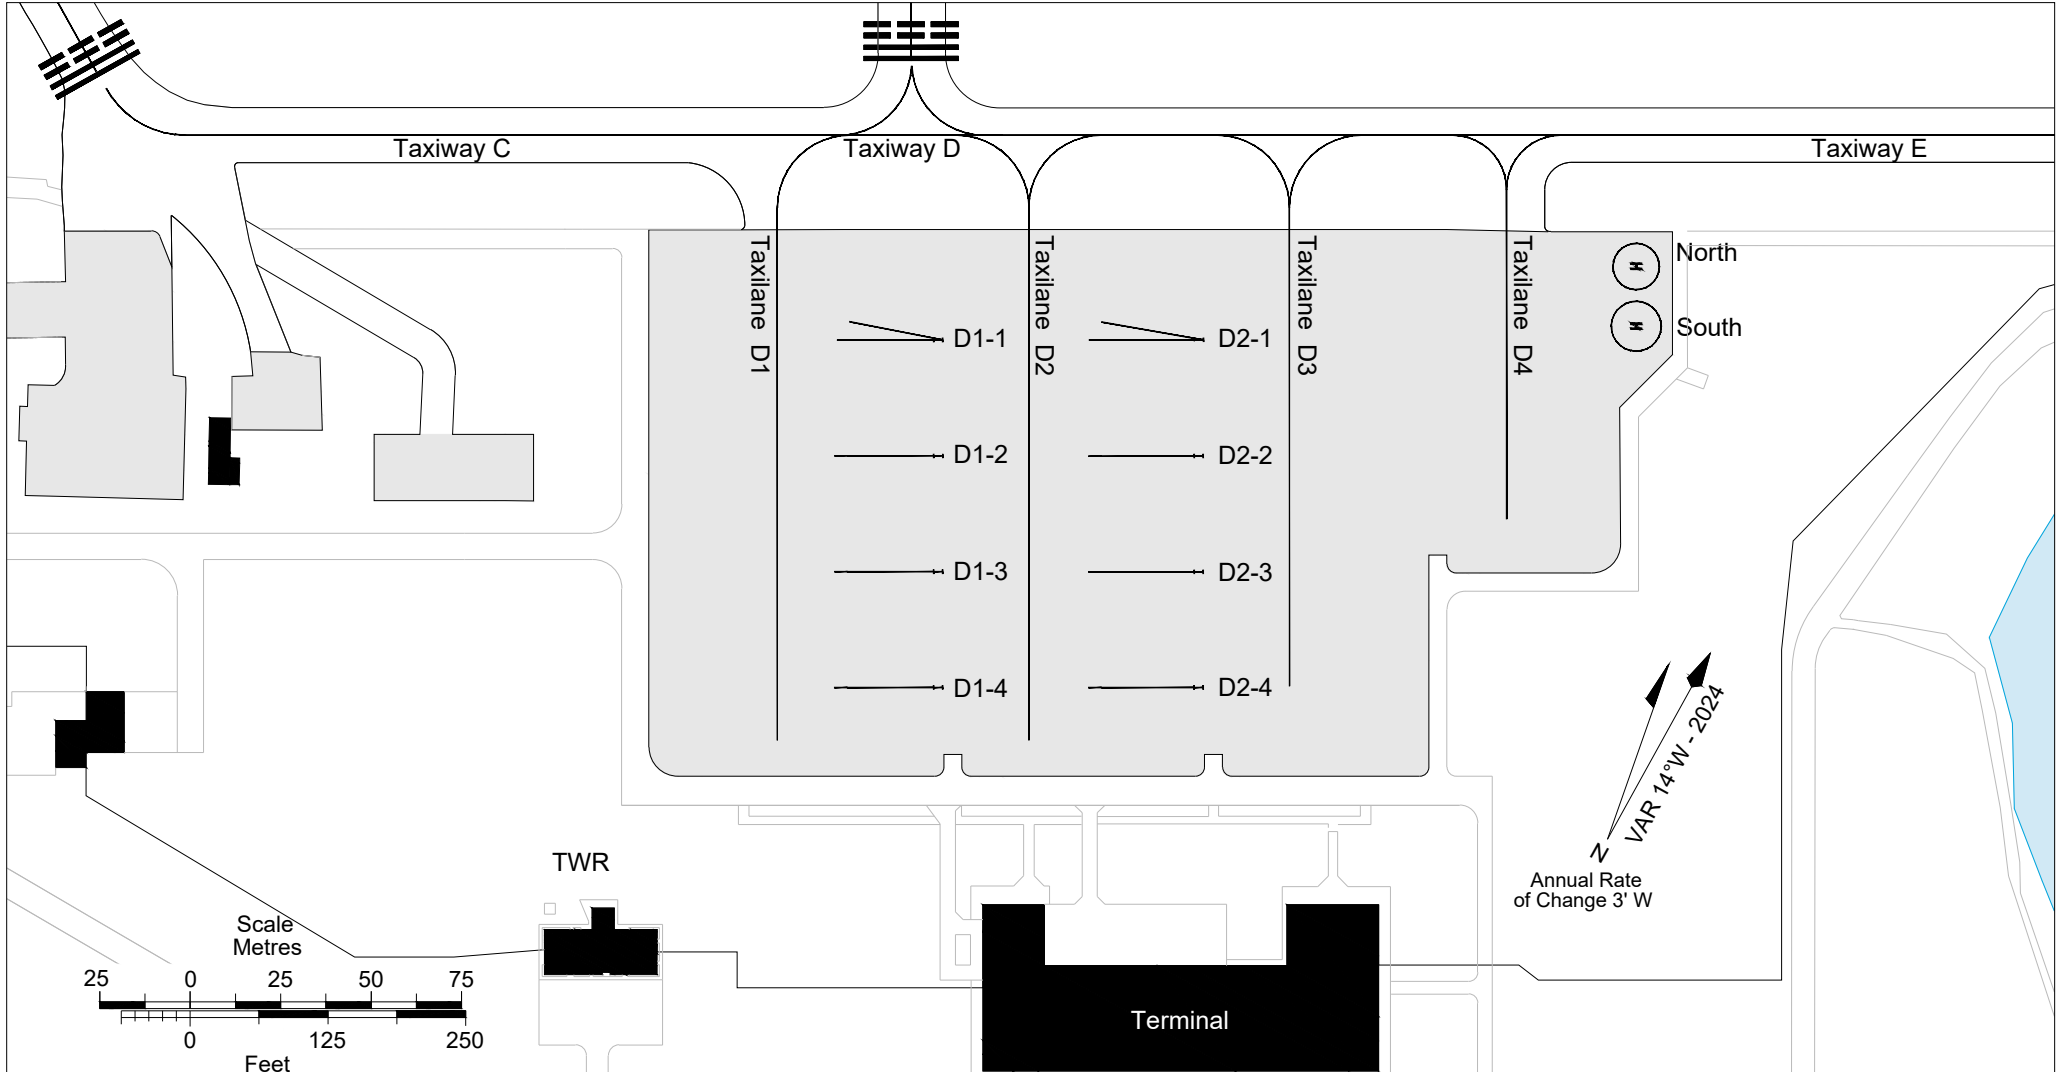 Taxiway C
Taxiway D
Taxiway E
Taxilane D1
Taxilane D2
Taxilane D3
Taxilane D4
H
North
H
South
D1-1
D2-1
D1-2
D2-2
D1-3
D2-3
D1-4
D2-4
VAR 14°W - 2024
N
Annual Rate
of Change 3' W
TWR
Scale
Metres
25 0 25 50 75
0 125 250
Feet
Terminal